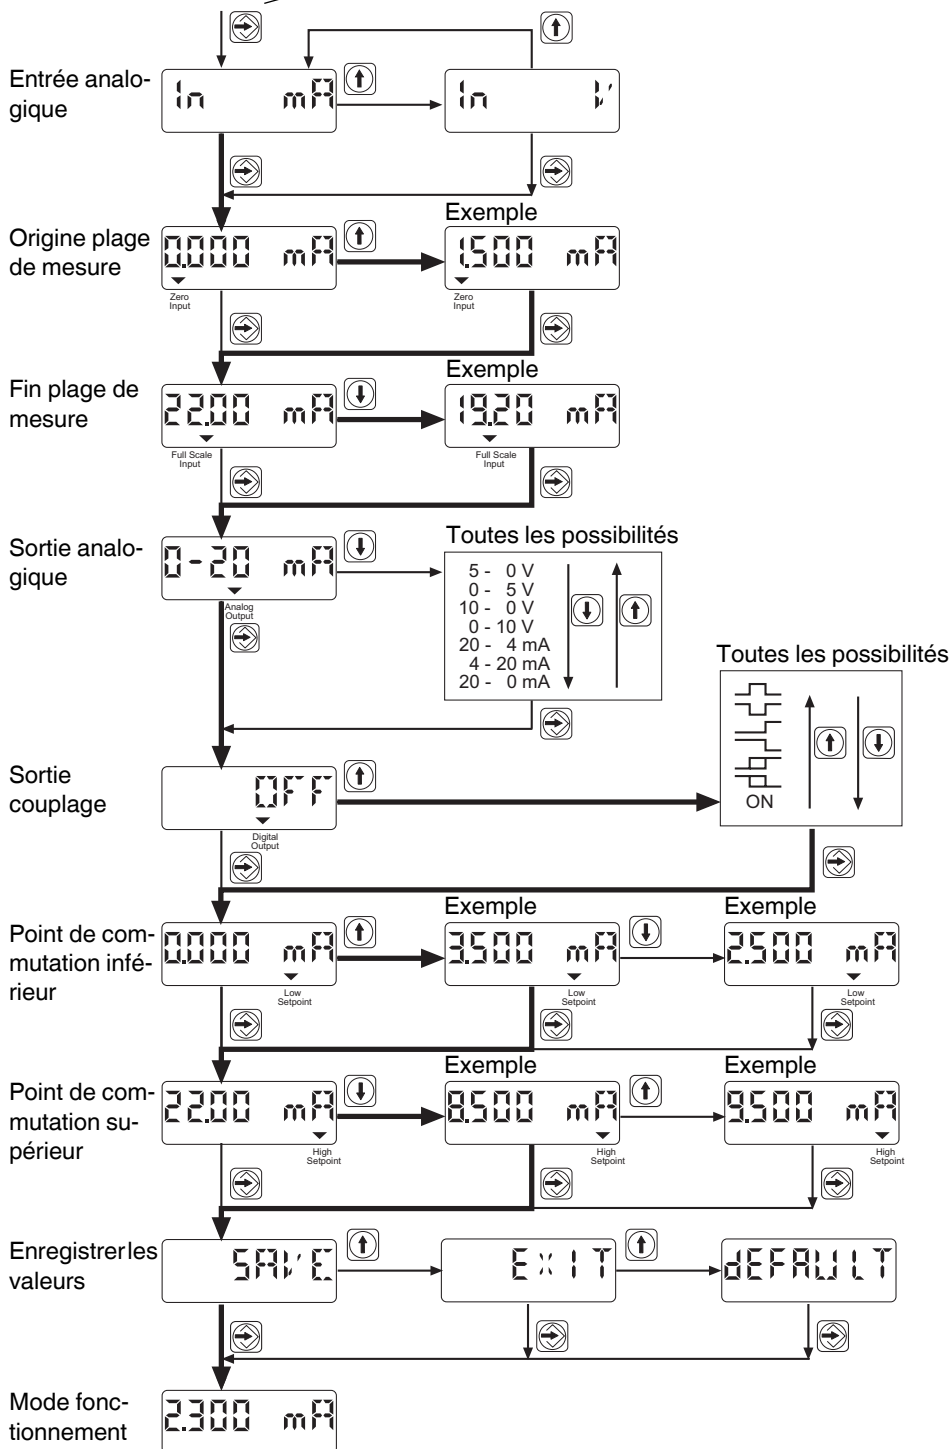 Entrée analo-
gique
In mA
In V
Origine plage
de mesure
0.000 mA
Zero
Input
Exemple
1.500 mA
Zero
Input
Fin plage de
mesure
22.00 mA
Full Scale
Input
Exemple
19.20 mA
Full Scale
Input
Sortie analo-
gique
0-20 mA
Analog
Output
Toutes les possibilités
5 - 0 V
0 - 5 V
10 - 0 V
0 - 10 V
20 - 4 mA
4 - 20 mA
20 - 0 mA
Sortie
couplage
OFF
Digital
Output
Toutes les possibilités
ON
Point de com-
mutation infé-
rieur
0.000 mA
Exemple
3.500 mA
Low
Setpoint
Exemple
2.500 mA
Low
Setpoint
Low
Setpoint
Point de com-
mutation su-
périeur
22.00 mA
High
Setpoint
Exemple
8.500 mA
High
Setpoint
Exemple
9.500 mA
High
Setpoint
Enregistrer les
valeurs
SAVE
EXIT
dEFAULT
Mode fonc-
tionnement
2.300 mA